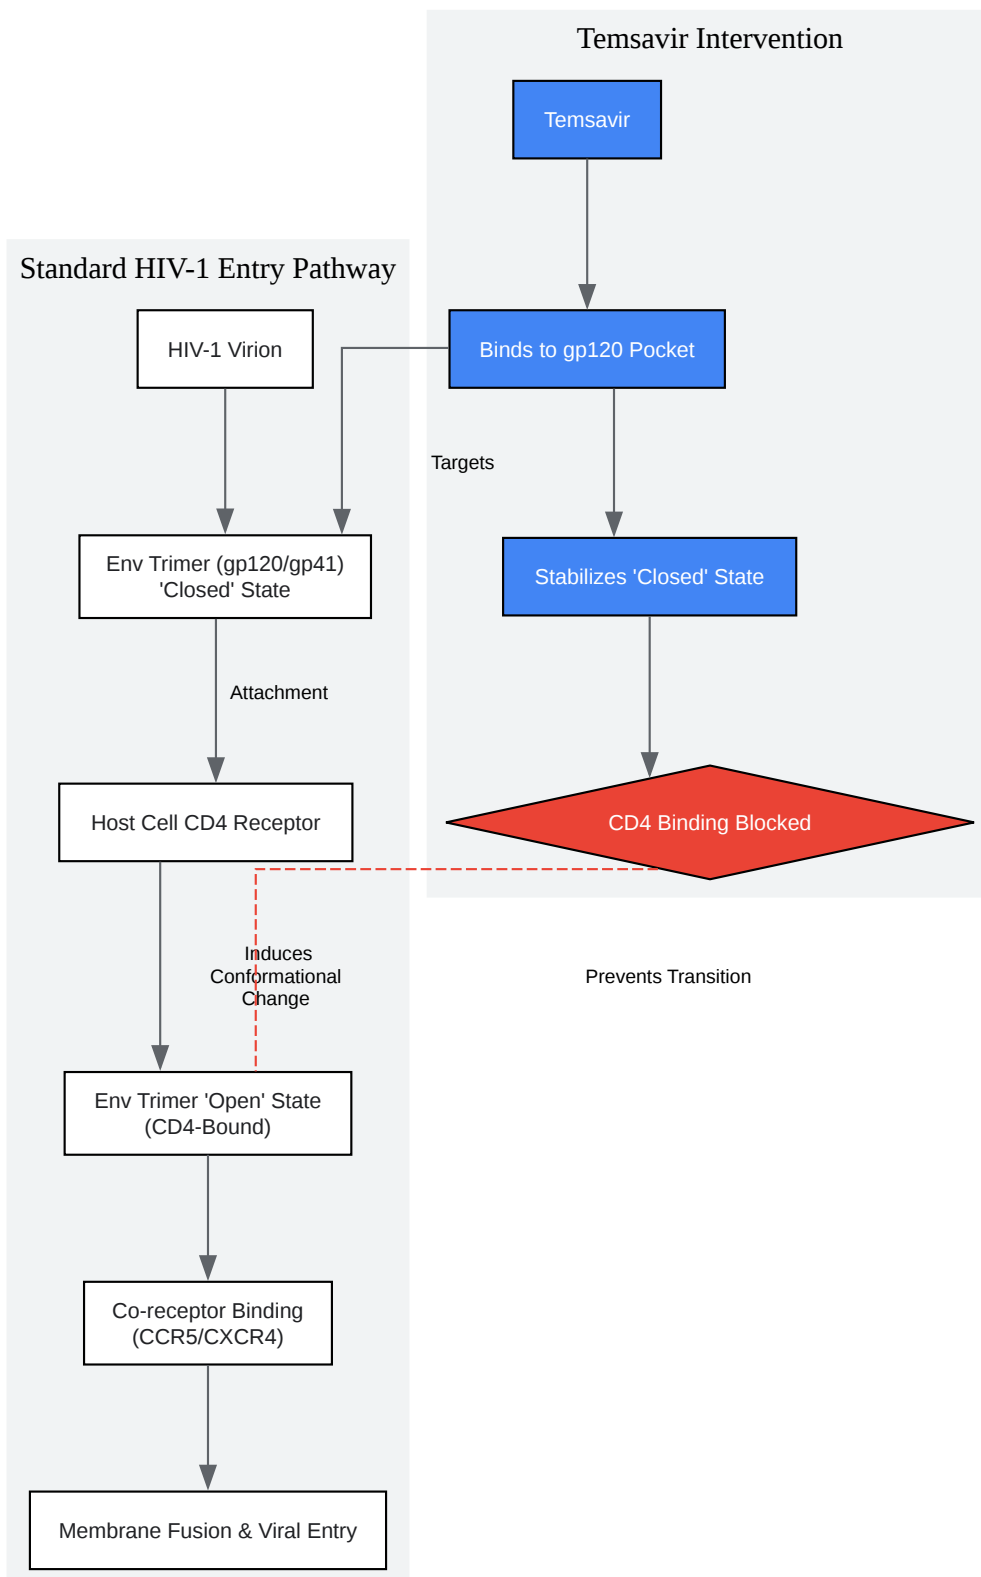 Temsavir Intervention
Temsavir
Standard HIV-1 Entry Pathway
HIV-1 Virion
Binds to gp120 Pocket
Targets
Env Trimer (gp120/gp41)
'Closed' State
Stabilizes 'Closed' State
Attachment
Host Cell CD4 Receptor
CD4 Binding Blocked
Induces
Conformational
Change
Prevents Transition
Env Trimer 'Open' State
(CD4-Bound)
Co-receptor Binding
(CCR5/CXCR4)
Membrane Fusion & Viral Entry